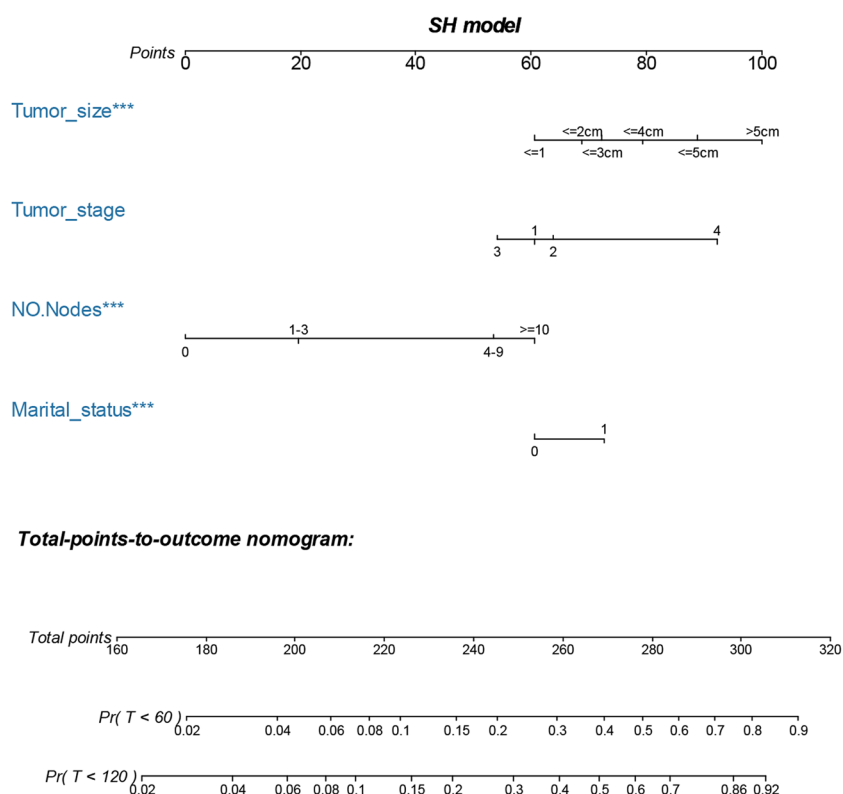 SH model
Points 0 20 40 60 80 100
Tumor_size***
<=2cm <=4cm >5cm
<=1 <=3cm <=5cm
Tumor_stage
1 4
3 2
NO.Nodes***
1-3 >=10
0 4-9
Marital_status***
1
0
Total-points-to-outcome nomogram:
Total points
160 180 200 220 240 260 280 300 320
Pr( T < 60 )
0.02 0.04 0.06 0.08 0.1 0.15 0.2 0.3 0.4 0.5 0.6 0.7 0.8 0.9
Pr( T < 120 )
0.02 0.04 0.06 0.08 0.1 0.15 0.2 0.3 0.4 0.5 0.6 0.7 0.86 0.92